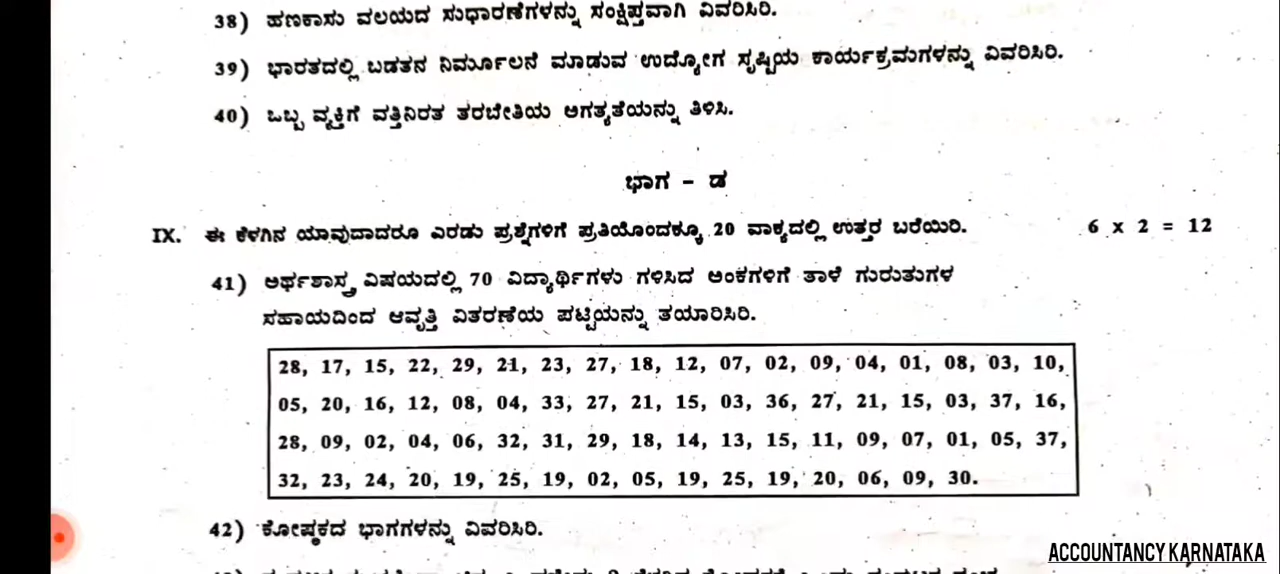 38) ಹಣಕಾಸು ವಲಯದ ಸುಧಾರಣೆಗಳನ್ನು ಸಂಕ್ಷಿಪ್ತವಾಗಿ ವಿವರಿಸಿರಿ.
39) ಭಾರತದಲ್ಲಿ ಬಡತನ ನಿರ್ಮೂಲನೆ ಮಾಡುವ ಉದ್ಯೋಗ ಸೃಷ್ಟಿಯ ಕಾರ್ಯಕ್ರಮಗಳನ್ನು ವಿವರಿಸಿರಿ.
40) ಒಬ್ಬ ವ್ಯಕ್ತಿಗೆ ವತ್ತಿನಿರತ ತರಬೇತಿಯ ಅಗತ್ಯತೆಯನ್ನು ತಿಳಿಸಿ.
ಭಾಗ - ಡ
IX. ಈ ಕೆಳಗಿನ ಯಾವುದಾದರೂ ಎರಡು ಪ್ರಶ್ನೆಗಳಿಗೆ ಪ್ರತಿಯೊಂದಕ್ಕೂ 20 ವಾಕ್ಯದಲ್ಲಿ ಉತ್ತರ ಬರೆಯಿರಿ. 6 x 2 = 12
41) ಅರ್ಥಶಾಸ್ತ್ರ ವಿಷಯದಲ್ಲಿ 70 ವಿದ್ಯಾರ್ಥಿಗಳು ಗಳಿಸಿದ ಅಂಕಗಳಿಗೆ ತಾಳೆ ಗುರುತುಗಳ
ಸಹಾಯದಿಂದ ಆವೃತ್ತಿ ವಿತರಣೆಯ ಪಟ್ಟಿಯನ್ನು ತಯಾರಿಸಿರಿ.
28, 17, 15, 22, 29, 21, 23, 27, 18, 12, 07, 02, 09, 04, 01, 08, 03, 10,
05, 20, 16, 12, 08, 04, 33, 27, 21, 15, 03, 36, 27, 21, 15, 03, 37, 16,
28, 09, 02, 04, 06, 32, 31, 29, 18, 14, 13, 15, 11, 09, 07, 01, 05, 37,
32, 23, 24, 20, 19, 25, 19, 02, 05, 19, 25, 19, 20, 06, 09, 30.
42) ಕೋಷ್ಠಕದ ಭಾಗಗಳನ್ನು ವಿವರಿಸಿರಿ.
ACCOUNTANCY KARNATAKA